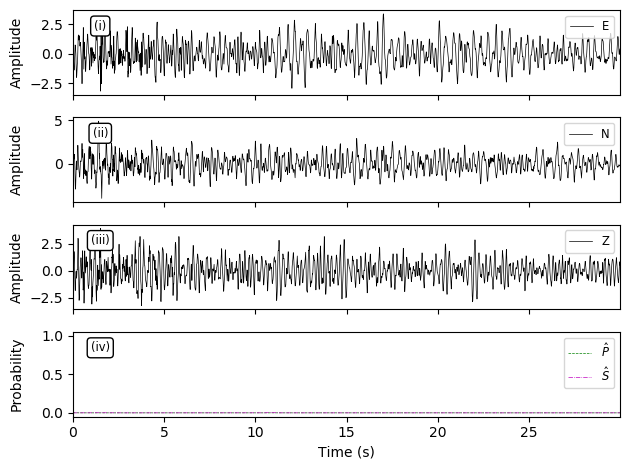 (i)
E
2.5
0.0
−2.5
Amplitude
(ii)
N
5
0
Amplitude
(iii)
Z
2.5
0.0
−2.5
Amplitude
(iv)
P̂
Ŝ
1.0
0.5
0.0
Probability
0 5 10 15 20 25
Time (s)